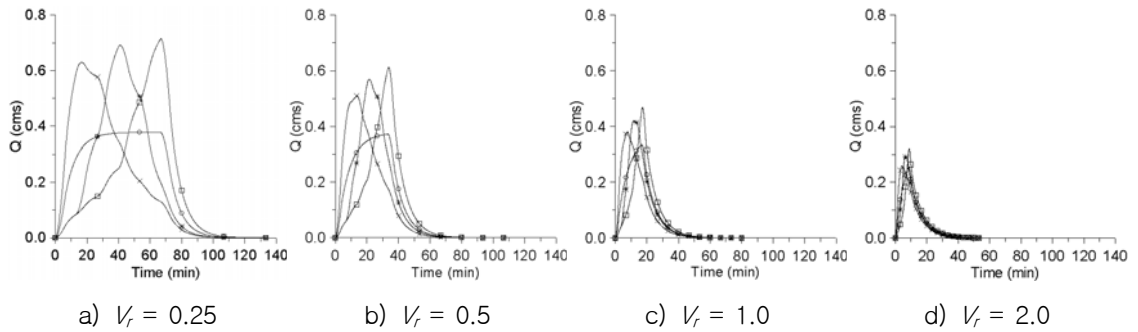 0.8 0.8 0.8 0.8
0.6 0.6 0.6 0.6
0.4 0.4 0.4 0.4
0.2 0.2 0.2 0.2
0.0 0.0 0.0 0.0
Q (cms) Q (cms) Q (cms) Q (cms)
0 20 40 60 80 100 120 140 0 20 40 60 80 100 120 140 0 20 40 60 80 100 120 140 0 20 40 60 80 100 120 140
Time (min) Time (min) Time (min) Time (min)
a) Vr = 0.25 b) Vr = 0.5 c) Vr = 1.0 d) Vr = 2.0